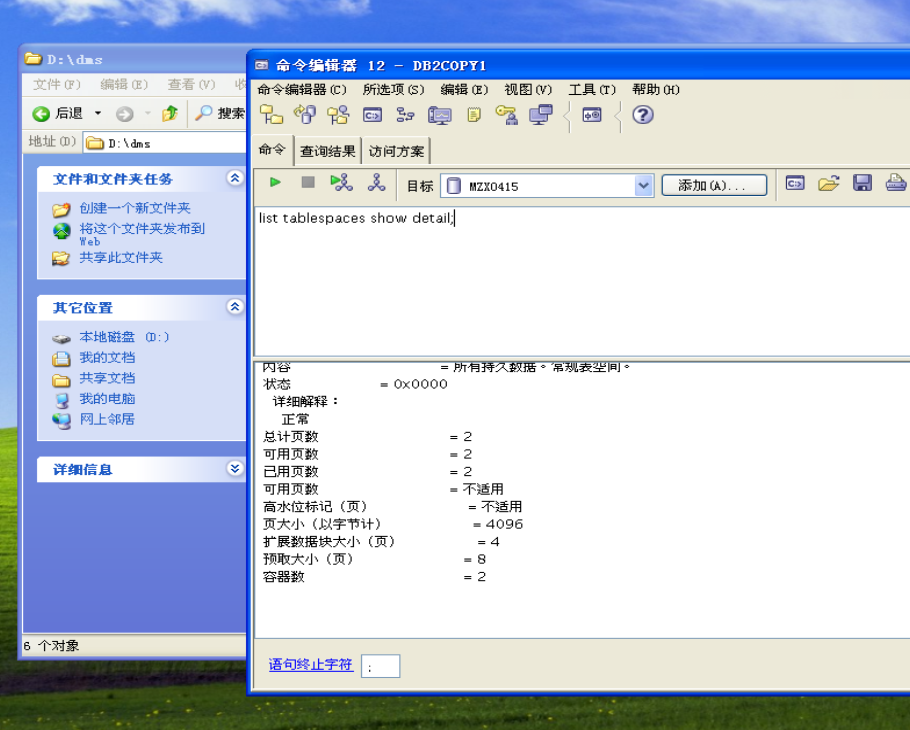 D:\dms
文件(F) 编辑(E) 查看(V) 收
后退
搜索
地址(D) D:\dms
文件和文件夹任务
创建一个新文件夹
将这个文件夹发布到
Web
共享此文件夹
其它位置
本地磁盘 (D:)
我的文档
共享文档
我的电脑
网上邻居
详细信息
6 个对象
命令编辑器 12 - DB2COPY1
命令编辑器(C) 所选项(S) 编辑(E) 视图(V) 工具(T) 帮助(H)
命令 查询结果 访问方案
目标 MZX0415 添加(A)...
list tablespaces show detail;
内容 = 所有持久数据。常规表空间。
状态 = 0x0000
详细解释：
正常
总计页数 = 2
可用页数 = 2
已用页数 = 2
可用页数 = 不适用
高水位标记（页） = 不适用
页大小（以字节计） = 4096
扩展数据块大小（页） = 4
预取大小（页） = 8
容器数 = 2
语句终止字符 ;